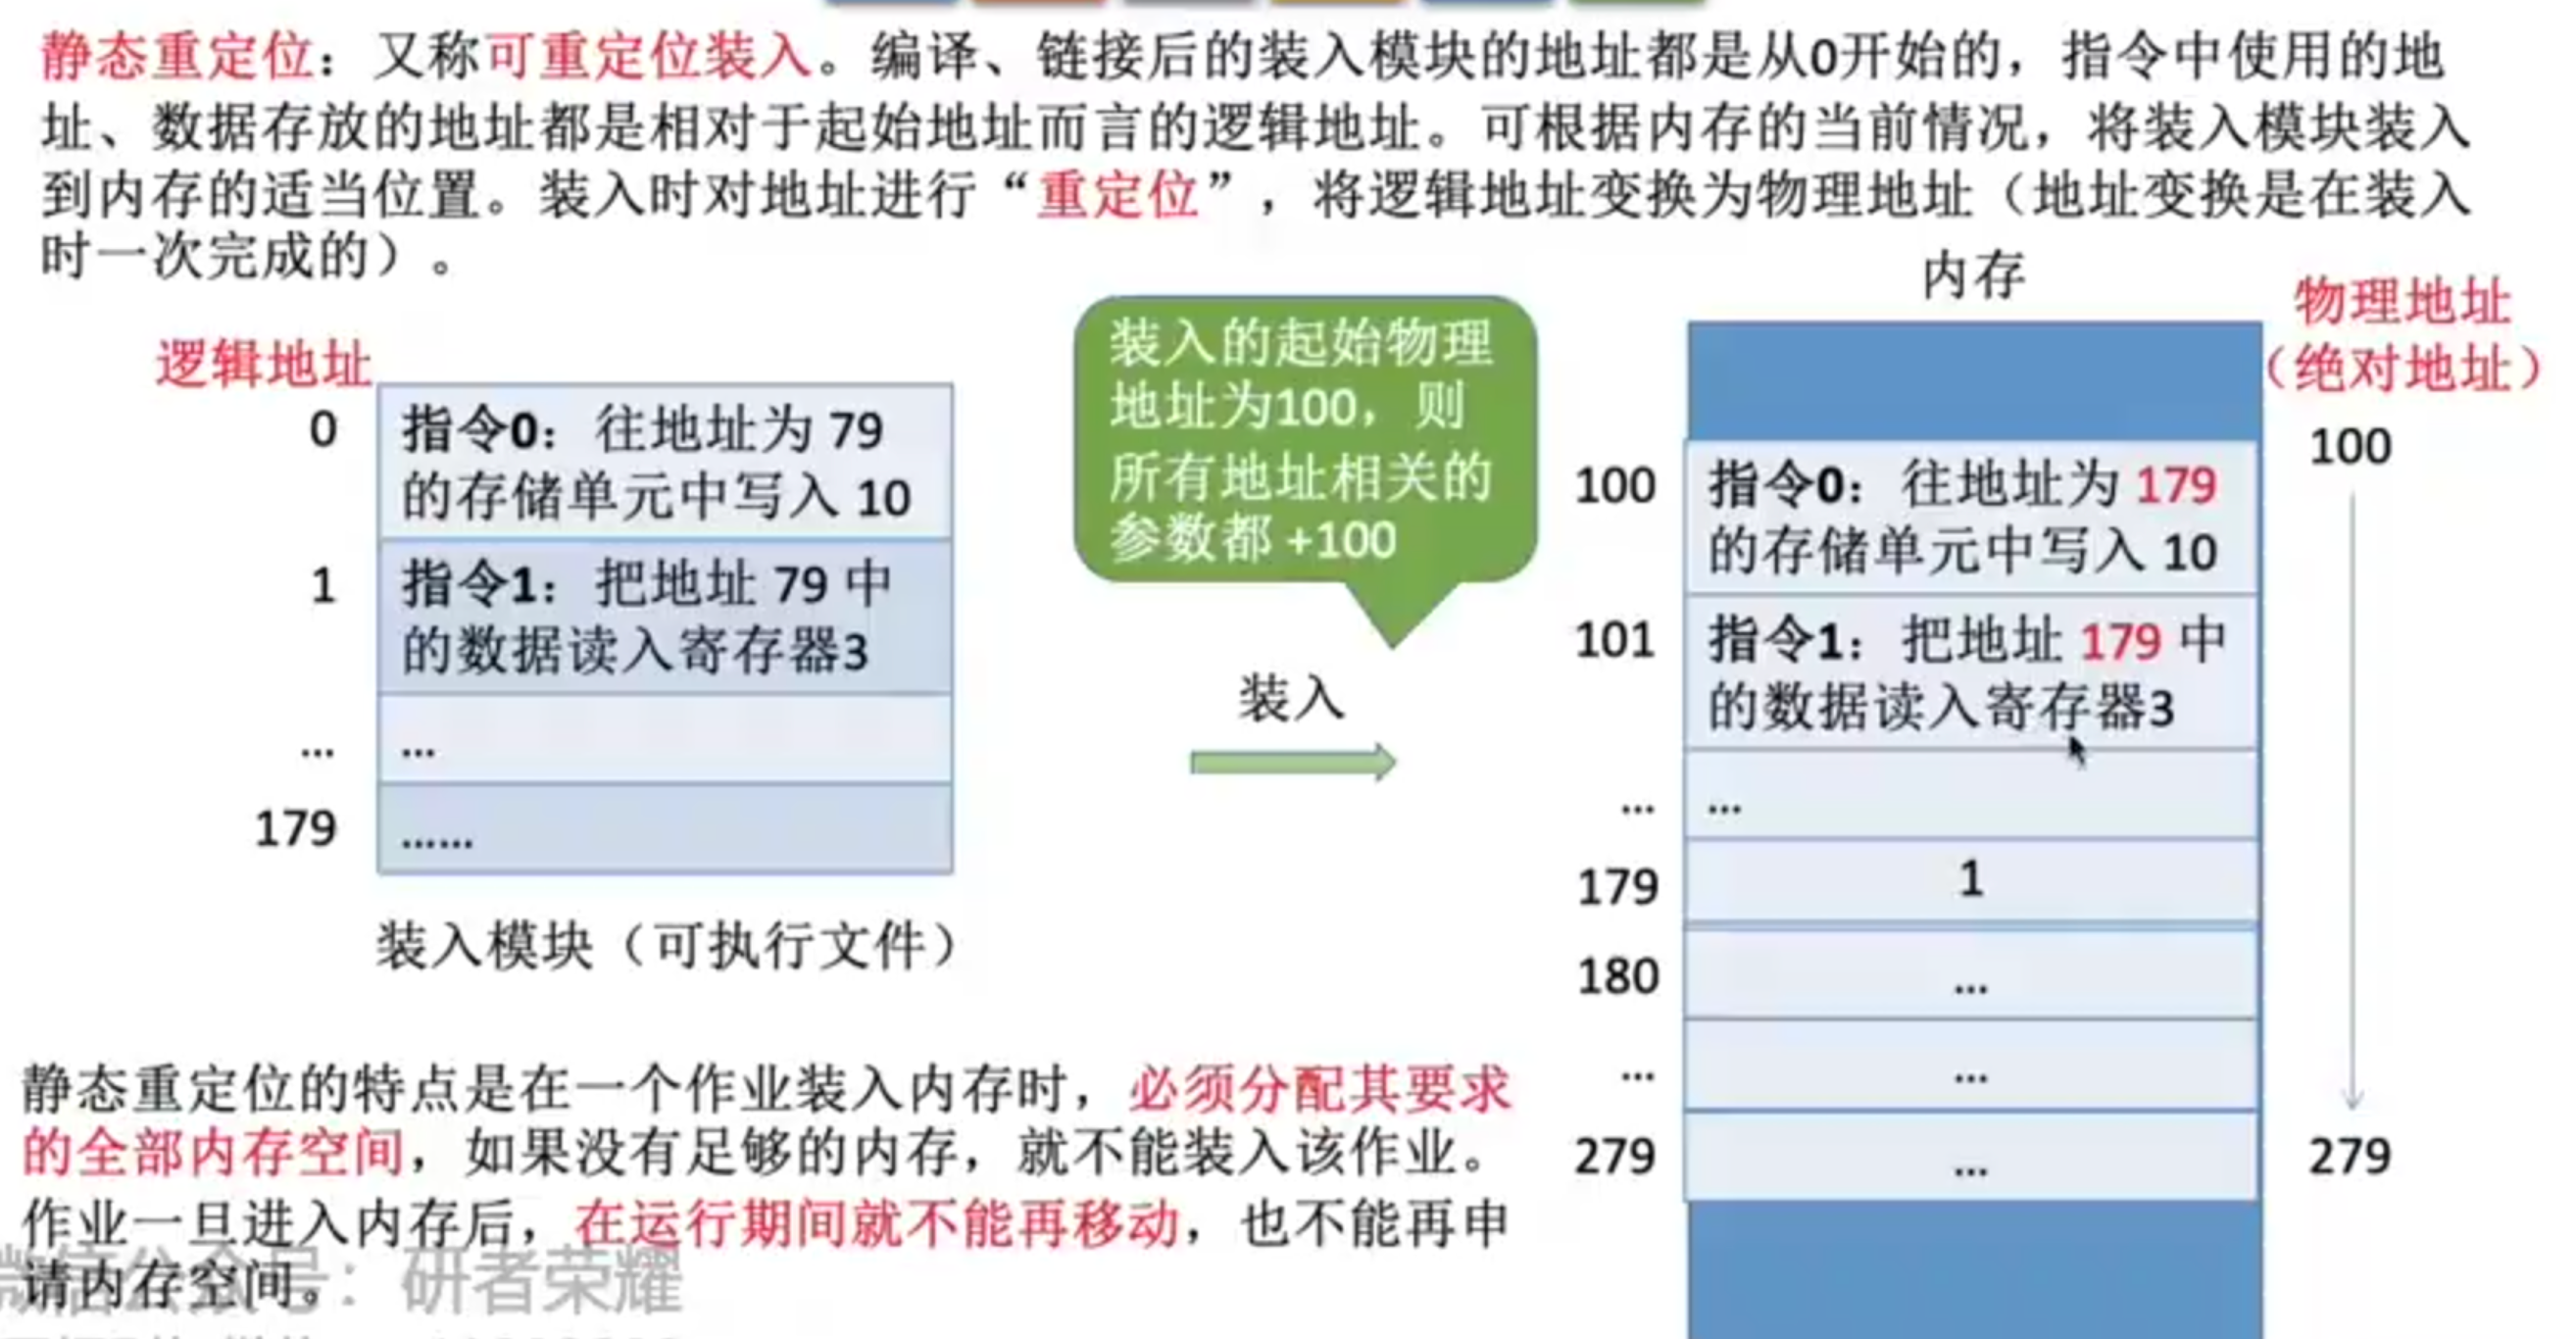 静态重定位：又称可重定位装入。编译、链接后的装入模块的地址都是从0开始的，指令中使用的地
址、数据存放的地址都是相对于起始地址而言的逻辑地址。可根据内存的当前情况，将装入模块装入
到内存的适当位置。装入时对地址进行“重定位”，将逻辑地址变换为物理地址（地址变换是在装入
时一次完成的）。
逻辑地址
0
指令0：往地址为 79
的存储单元中写入 10
1
指令1：把地址 79 中
的数据读入寄存器3
...
...
179
......
装入模块（可执行文件）
装入的起始物理
地址为100，则
所有地址相关的
参数都 +100
装入
内存
物理地址
（绝对地址）
100
279
100
指令0：往地址为 179
的存储单元中写入 10
101
指令1：把地址 179 中
的数据读入寄存器3
...
...
179
1
180
...
...
...
279
...
静态重定位的特点是在一个作业装入内存时，必须分配其要求
的全部内存空间，如果没有足够的内存，就不能装入该作业。
作业一旦进入内存后，在运行期间就不能再移动，也不能再申
请内存空间。
微信公众号：研者荣耀